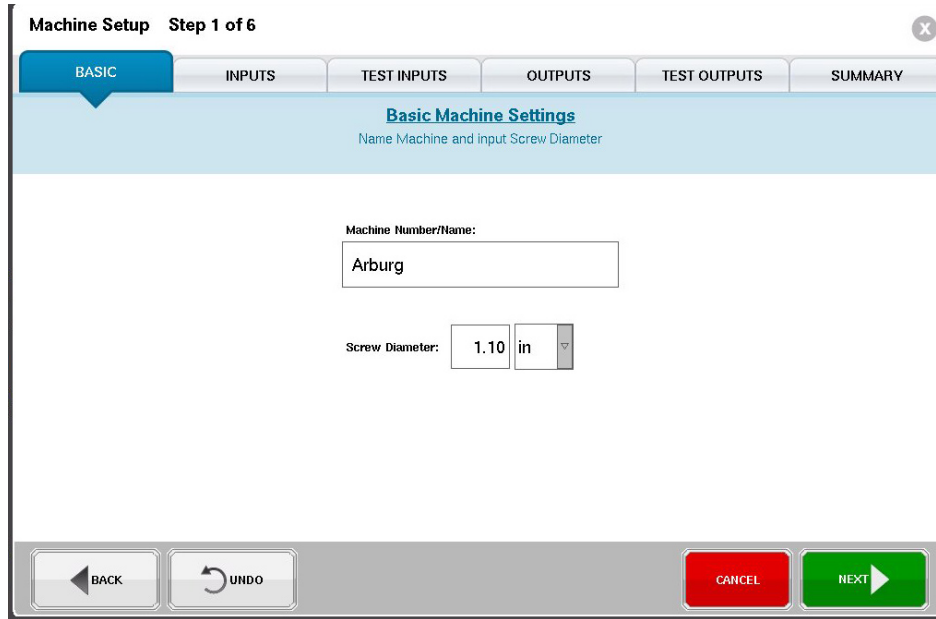 Machine Setup Step 1 of 6
X
BASIC INPUTS TEST INPUTS OUTPUTS TEST OUTPUTS SUMMARY
Basic Machine Settings
Name Machine and input Screw Diameter
Machine Number/Name:
Arburg
Screw Diameter: 1.10 in
BACK UNDO CANCEL NEXT